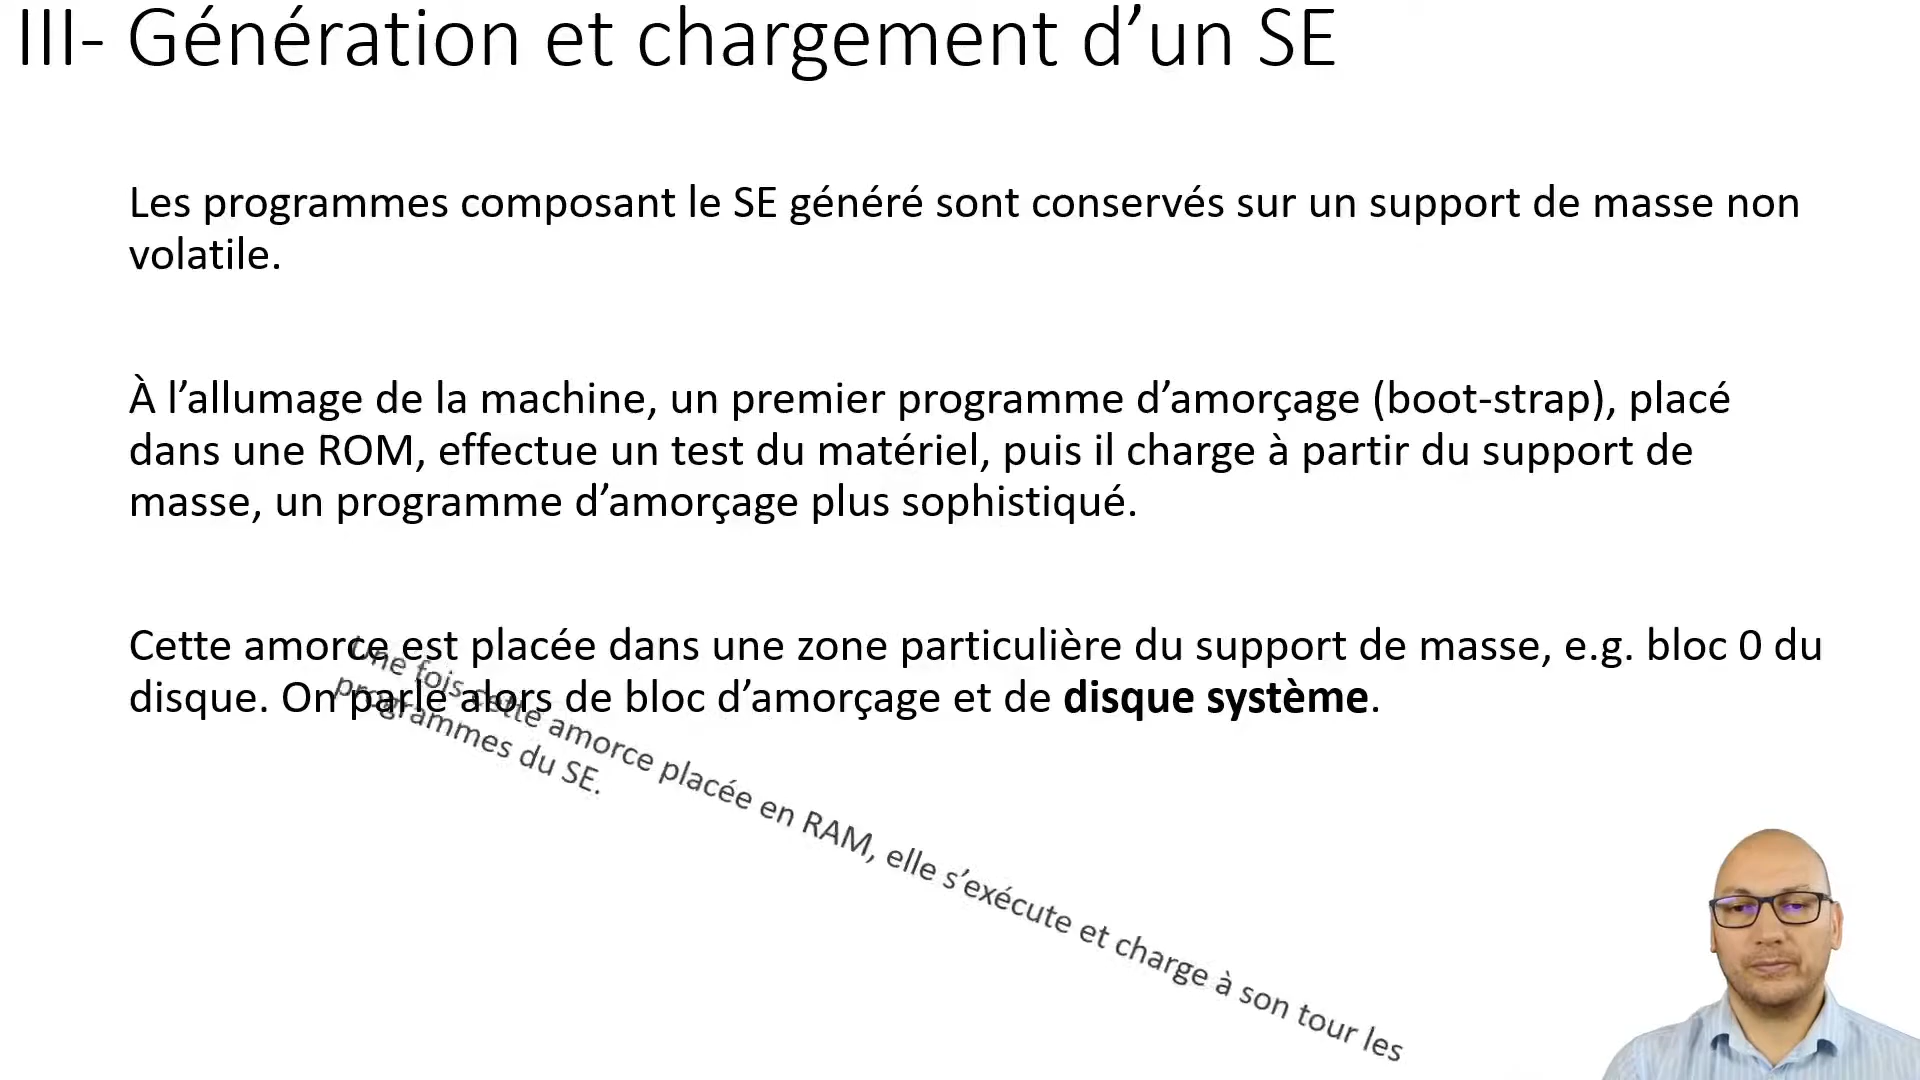 III- Génération et chargement d’un SE
Les programmes composant le SE généré sont conservés sur un support de masse non
volatile.
À l’allumage de la machine, un premier programme d’amorçage (boot-strap), placé
dans une ROM, effectue un test du matériel, puis il charge à partir du support de
masse, un programme d’amorçage plus sophistiqué.
Cette amorce est placée dans une zone particulière du support de masse, e.g. bloc 0 du
disque. On parle alors de bloc d’amorçage et de disque système.
Une fois cette amorce placée en RAM, elle s’exécute et charge à son tour les
programmes du SE.